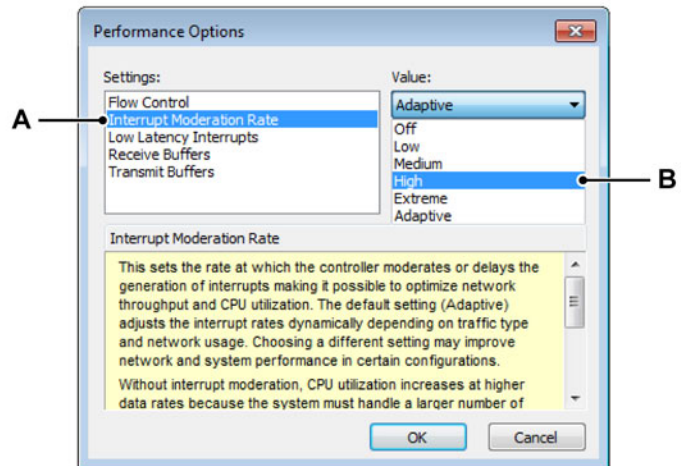 Performance Options
Settings:
Value:
Flow Control
Interrupt Moderation Rate
Low Latency Interrupts
Receive Buffers
Transmit Buffers
Adaptive
Off
Low
Medium
High
Extreme
Adaptive
A
B
Interrupt Moderation Rate
This sets the rate at which the controller moderates or delays the
generation of interrupts making it possible to optimize network
throughput and CPU utilization. The default setting (Adaptive)
adjusts the interrupt rates dynamically depending on traffic type
and network usage. Choosing a different setting may improve
network and system performance in certain configurations.
Without interrupt moderation, CPU utilization increases at higher
data rates because the system must handle a larger number of
OK
Cancel